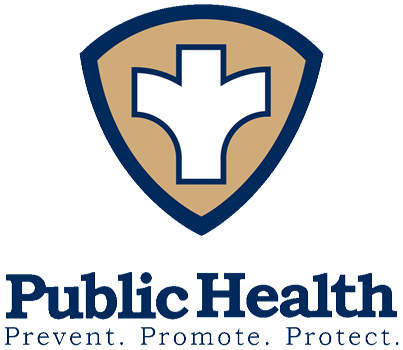 Public Health
Prevent. Promote. Protect.